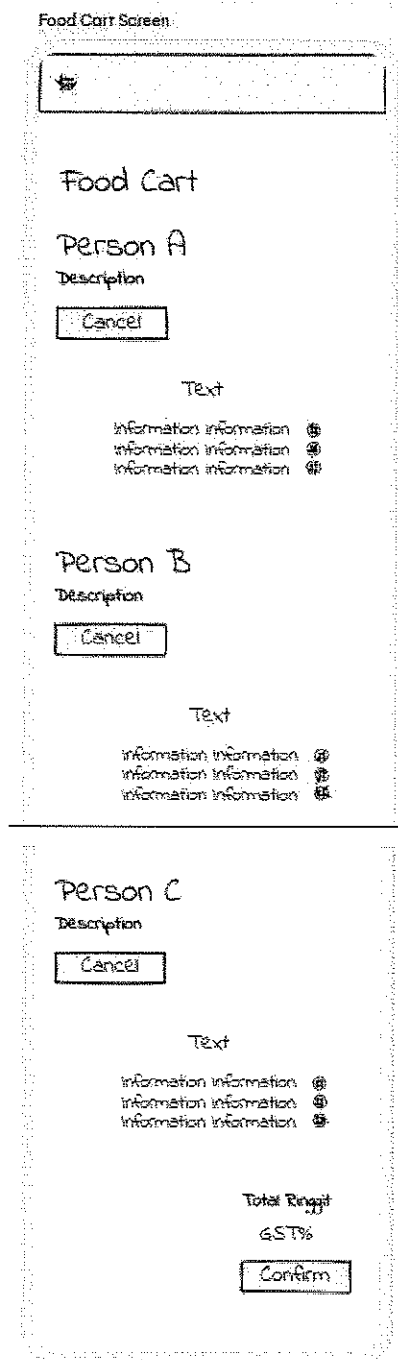 Food Cart Screen
Food Cart
Person A
Description
Cancel
Text
Information information
information information
information information
Person B
Description
Cancel
Text
Information Information
information information
Information Information
Person C
Description
Cancel
Text
Information Information
Information Information
Information Information
Total Ringgit
GST%
Confirm